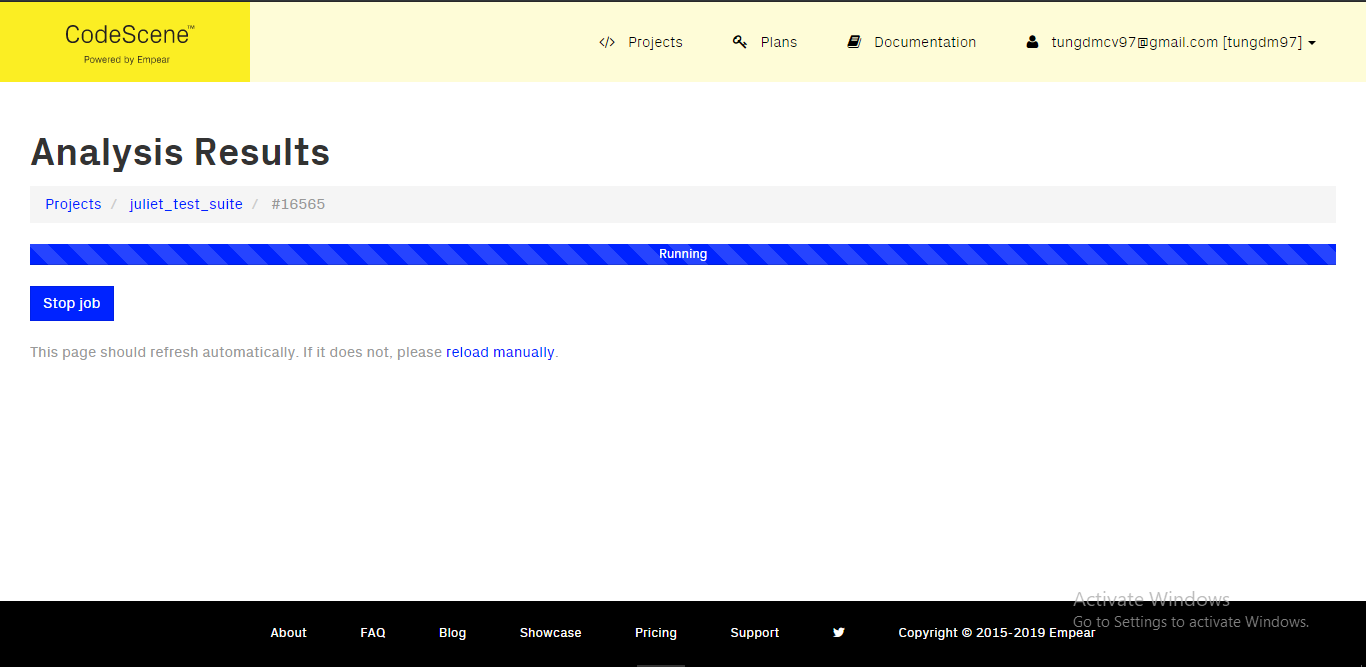 CodeScene™
Powered by Empear
</> Projects Plans Documentation tungdmcv97@gmail.com [tungdm97]
Analysis Results
Projects / juliet_test_suite / #16565
Running
Stop job
This page should refresh automatically. If it does not, please reload manually.
Activate Windows
Go to Settings to activate Windows.
About FAQ Blog Showcase Pricing Support Copyright © 2015-2019 Empear